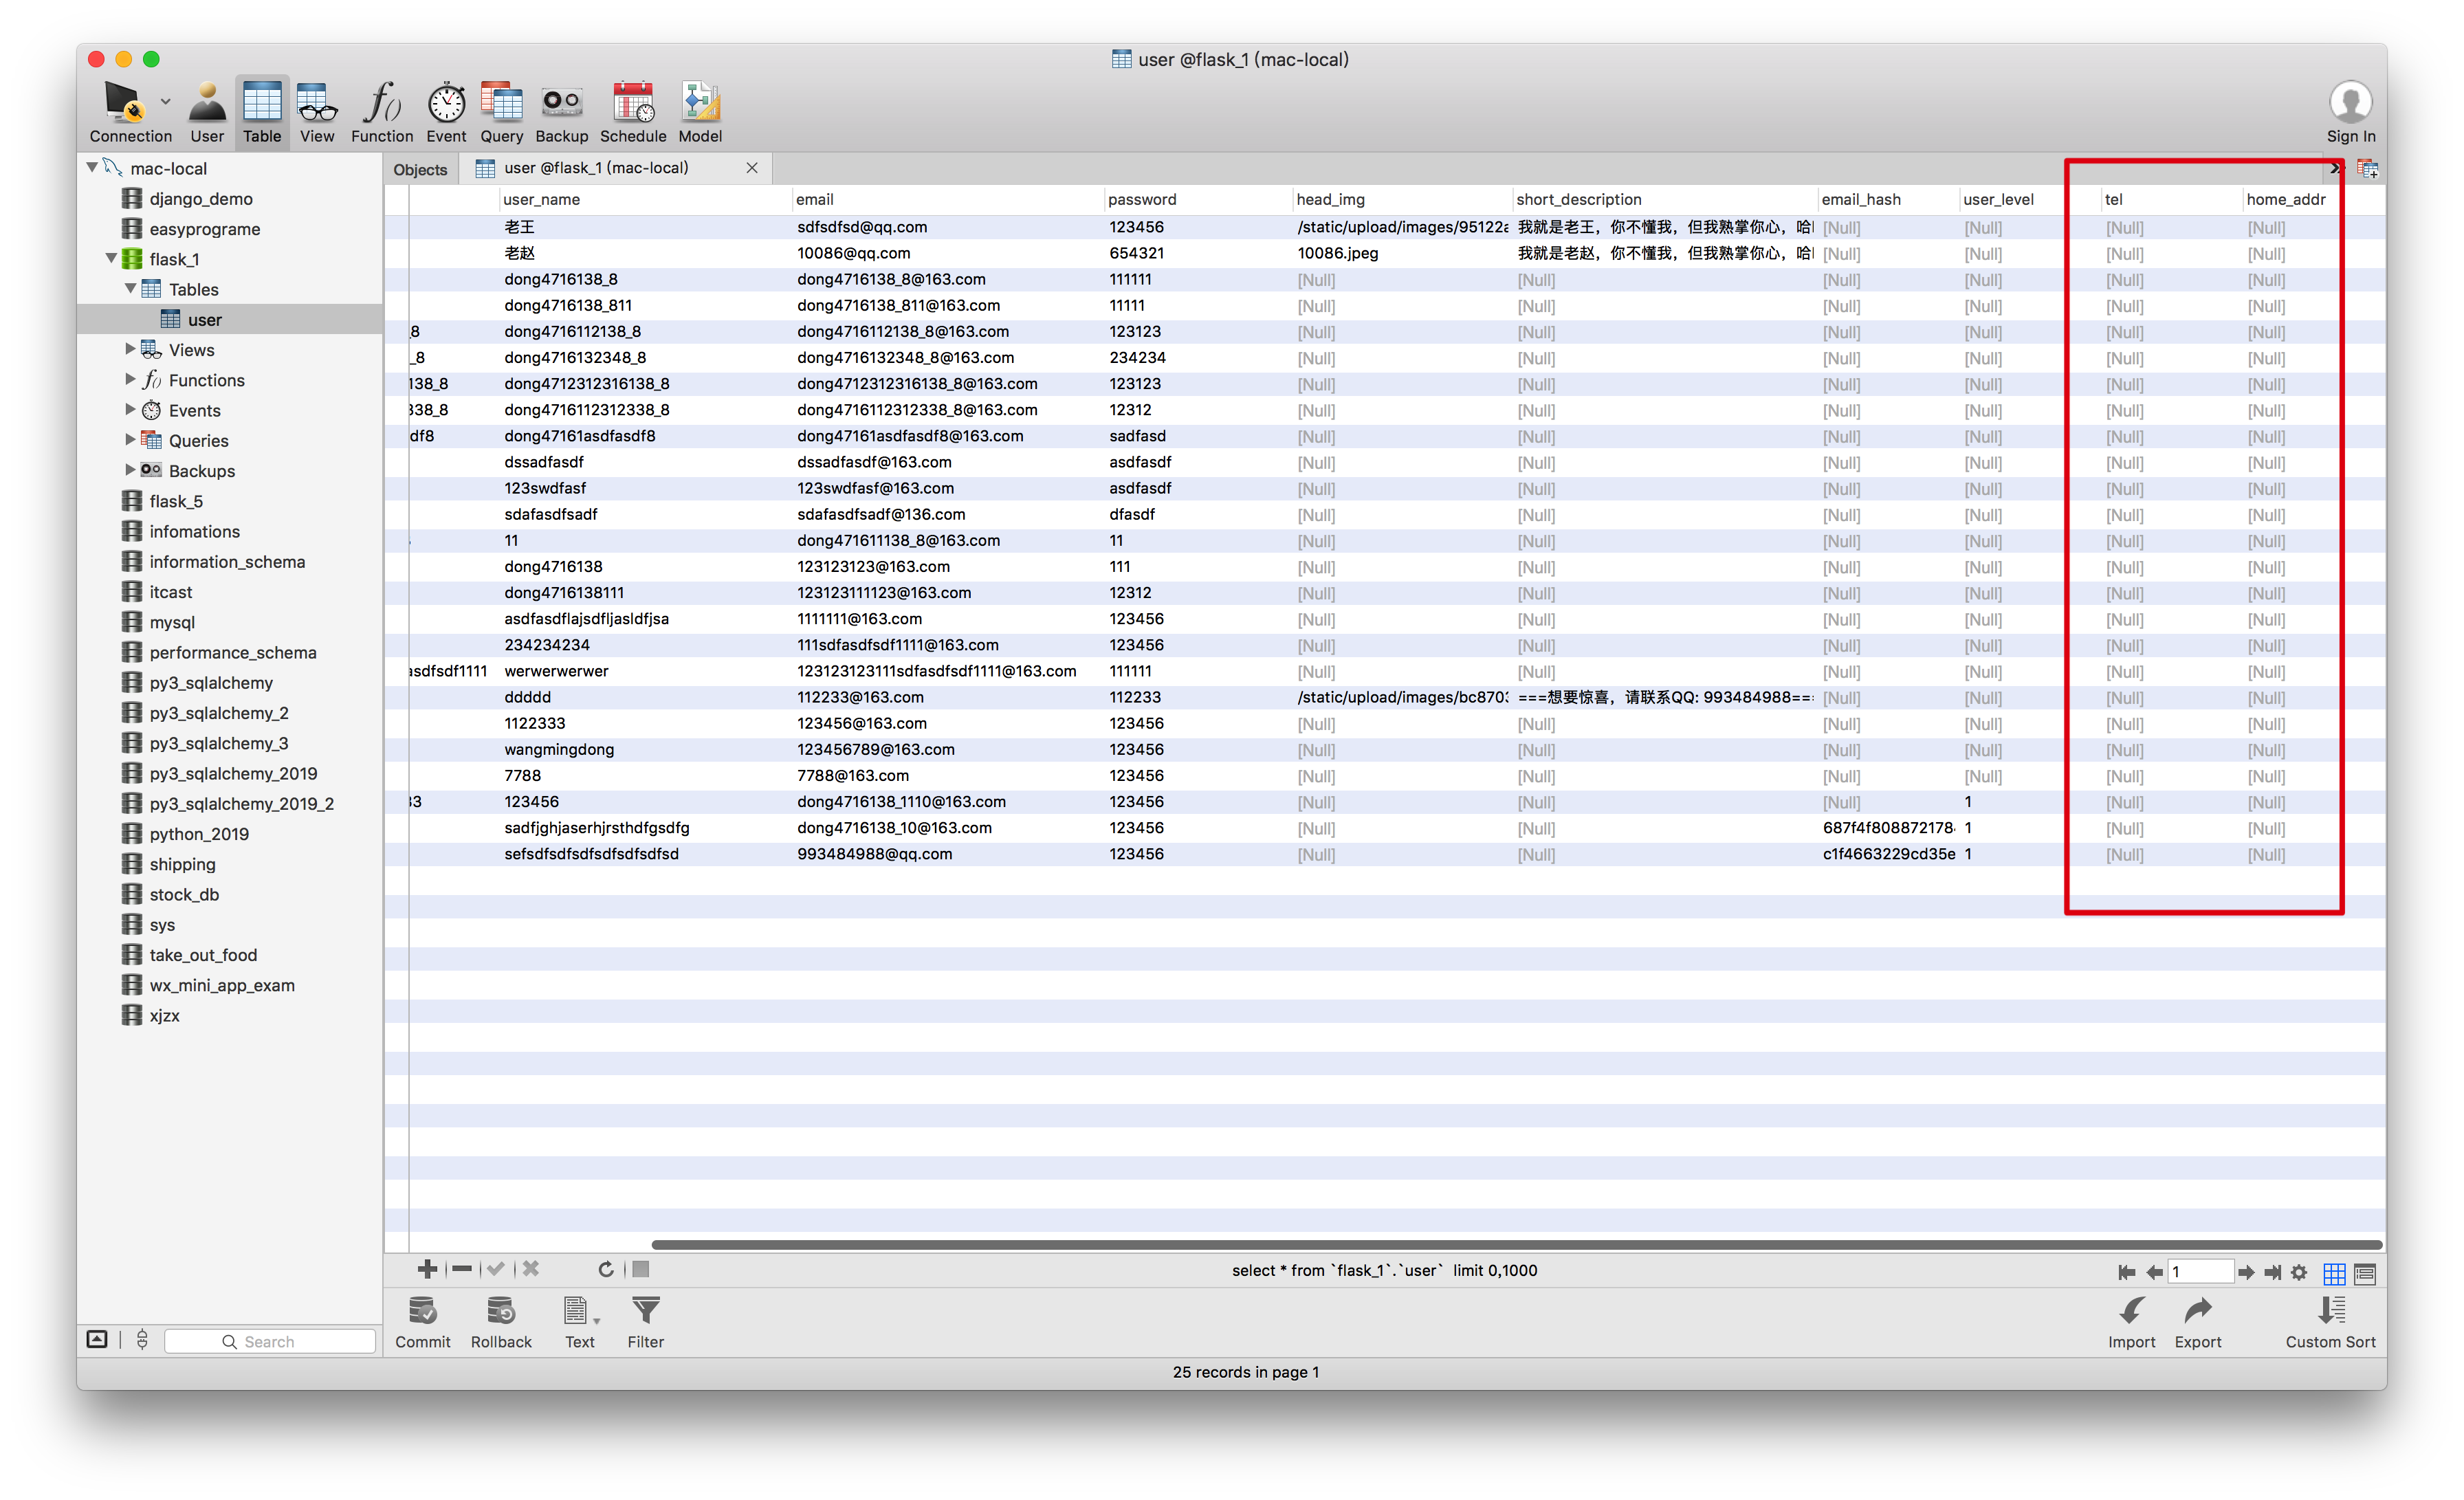 user @flask_1 (mac-local)
Connection User Table View Function Event Query Backup Schedule Model Sign In
mac-local
django_demo
easyprograme
flask_1
Tables
user
Views
Functions
Events
Queries
Backups
flask_5
infomations
information_schema
itcast
mysql
performance_schema
py3_sqlalchemy
py3_sqlalchemy_2
py3_sqlalchemy_3
py3_sqlalchemy_2019
py3_sqlalchemy_2019_2
python_2019
shipping
stock_db
sys
take_out_food
wx_mini_app_exam
xjzx
Search
Objects user @flask_1 (mac-local)
user_name email password head_img short_description email_hash user_level tel home_addr
老王 sdfsdfsd@qq.com 123456 /static/upload/images/95122 我就是老王，你不懂我，但我熟掌你心， [Null] [Null] [Null] [Null]
老赵 10086@qq.com 654321 10086.jpeg 我就是老赵，你不懂我，但我熟掌你心， [Null] [Null] [Null] [Null]
dong4716138_8 dong4716138_8@163.com 111111 [Null] [Null] [Null] [Null] [Null] [Null]
dong4716138_811 dong4716138_811@163.com 11111 [Null] [Null] [Null] [Null] [Null] [Null]
_8 dong4716112138_8 dong4716112138_8@163.com 123123 [Null] [Null] [Null] [Null] [Null] [Null]
_8 dong4716132348_8 dong4716132348_8@163.com 234234 [Null] [Null] [Null] [Null] [Null] [Null]
138_8 dong4712312316138_8 dong4712312316138_8@163.com 123123 [Null] [Null] [Null] [Null] [Null] [Null]
338_8 dong4716112312338_8 dong4716112312338_8@163.com 12312 [Null] [Null] [Null] [Null] [Null] [Null]
df8 dong47161asdfasdf8 dong47161asdfasdf8@163.com sadfasd [Null] [Null] [Null] [Null] [Null] [Null]
dssadfasdf dssadfasdf@163.com asdfasdf [Null] [Null] [Null] [Null] [Null] [Null]
123swdfasf 123swdfasf@163.com asdfasdf [Null] [Null] [Null] [Null] [Null] [Null]
sdafasdfsadf sdafasdfsadf@136.com dfasdf [Null] [Null] [Null] [Null] [Null] [Null]
11 dong471611138_8@163.com 11 [Null] [Null] [Null] [Null] [Null] [Null]
dong4716138 123123123@163.com 111 [Null] [Null] [Null] [Null] [Null] [Null]
dong4716138111 123123111123@163.com 12312 [Null] [Null] [Null] [Null] [Null] [Null]
asdfasdflajsdfljasldfjsa 1111111@163.com 123456 [Null] [Null] [Null] [Null] [Null] [Null]
234234234 111sdfasdfsdf1111@163.com 123456 [Null] [Null] [Null] [Null] [Null] [Null]
asdfsdf1111 werwerwerwer 123123123111sdfasdfsdf1111@163.com 111111 [Null] [Null] [Null] [Null] [Null] [Null]
ddddd 112233@163.com 112233 /static/upload/images/bc870 ===想要惊喜，请联系QQ: 993484988=== [Null] [Null] [Null] [Null]
1122333 123456@163.com 123456 [Null] [Null] [Null] [Null] [Null] [Null]
wangmingdong 123456789@163.com 123456 [Null] [Null] [Null] [Null] [Null] [Null]
7788 7788@163.com 123456 [Null] [Null] [Null] [Null] [Null] [Null]
33 123456 dong4716138_1110@163.com 123456 [Null] [Null] [Null] 1 [Null] [Null]
sadfjghjaserhjrsthdfgsdfg dong4716138_10@163.com 123456 [Null] [Null] 687f4f808872178 1 [Null] [Null]
sefsdfsdfsdfsdfsdfsdfsd 993484988@qq.com 123456 [Null] [Null] c1f4663229cd35e 1 [Null] [Null]
select * from `flask_1`.`user` limit 0,1000 1
Commit Rollback Text Filter Import Export Custom Sort
25 records in page 1